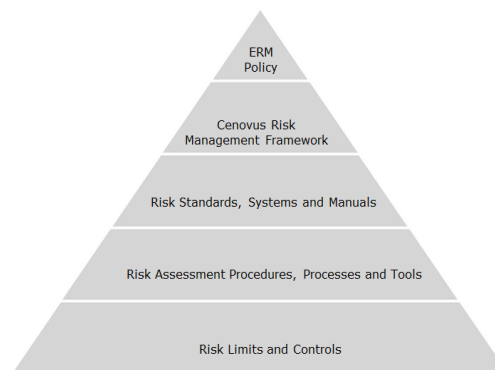 ERM
Policy
Cenovus Risk
Management Framework
Risk Standards, Systems and Manuals
Risk Assessment Procedures, Processes and Tools
Risk Limits and Controls